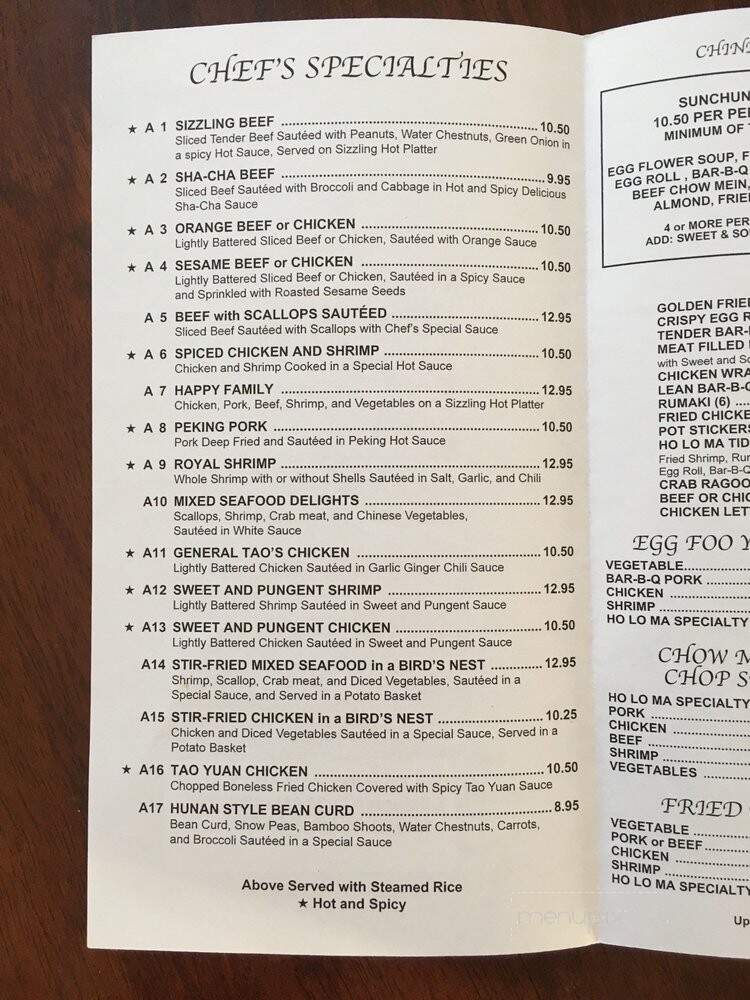 CHEF'S SPECIALTIES
★ A 1 SIZZLING BEEF ........ 10.50
Sliced Tender Beef Sautéed with Peanuts, Water Chestnuts, Green Onion in
a spicy Hot Sauce, Served on Sizzling Hot Platter
★ A 2 SHA-CHA BEEF ........ 9.95
Sliced Beef Sautéed with Broccoli and Cabbage in Hot and Spicy Delicious
Sha-Cha Sauce
★ A 3 ORANGE BEEF or CHICKEN ........ 10.50
Lightly Battered Sliced Beef or Chicken, Sautéed with Orange Sauce
★ A 4 SESAME BEEF or CHICKEN ........ 10.50
Lightly Battered Sliced Beef or Chicken, Sautéed in a Spicy Sauce
and Sprinkled with Roasted Sesame Seeds
A 5 BEEF with SCALLOPS SAUTÉED ........ 12.95
Sliced Beef Sautéed with Scallops with Chef's Special Sauce
★ A 6 SPICED CHICKEN AND SHRIMP ........ 10.50
Chicken and Shrimp Cooked in a Special Hot Sauce
A 7 HAPPY FAMILY ........ 12.95
Chicken, Pork, Beef, Shrimp, and Vegetables on a Sizzling Hot Platter
★ A 8 PEKING PORK ........ 10.50
Pork Deep Fried and Sautéed in Peking Hot Sauce
★ A 9 ROYAL SHRIMP ........ 12.95
Whole Shrimp with or without Shells Sautéed in Salt, Garlic, and Chili
A10 MIXED SEAFOOD DELIGHTS ........ 12.95
Scallops, Shrimp, Crab meat, and Chinese Vegetables,
Sautéed in White Sauce
★ A11 GENERAL TAO'S CHICKEN ........ 10.50
Lightly Battered Chicken Sautéed in Garlic Ginger Chili Sauce
★ A12 SWEET AND PUNGENT SHRIMP ........ 12.95
Lightly Battered Shrimp Sautéed in Sweet and Pungent Sauce
★ A13 SWEET AND PUNGENT CHICKEN ........ 10.50
Lightly Battered Chicken Sautéed in Sweet and Pungent Sauce
A14 STIR-FRIED MIXED SEAFOOD in a BIRD'S NEST ........ 12.95
Shrimp, Scallop, Crab meat, and Diced Vegetables, Sautéed in a
Special Sauce, and Served in a Potato Basket
A15 STIR-FRIED CHICKEN in a BIRD'S NEST ........ 10.25
Chicken and Diced Vegetables Sautéed in a Special Sauce, Served in a
Potato Basket
★ A16 TAO YUAN CHICKEN ........ 10.50
Chopped Boneless Fried Chicken Covered with Spicy Tao Yuan Sauce
A17 HUNAN STYLE BEAN CURD ........ 8.95
Bean Curd, Snow Peas, Bamboo Shoots, Water Chestnuts, Carrots,
and Broccoli Sautéed in a Special Sauce
Above Served with Steamed Rice
★ Hot and Spicy
SUNCHUN
10.50 PER
MINIMUM OF
EGG FLOWER SOUP,
EGG ROLL , BAR-B-Q
BEEF CHOW MEIN,
ALMOND,
4 or MORE PER
ADD: SWEET &
GOLDEN
CRISPY EGG
TENDER
MEAT FILLED
with Sweet and
CHICKEN
LEAN BAR-B-Q
RUMAKI (6) ...
FRIED
POT STICKERS
HO LO MA
Fried Shrimp,
Egg Roll, Bar-B-Q
CRAB
BEEF OR
CHICKEN
EGG FOO
VEGETABLE........
BAR-B-Q PORK ........
CHICKEN ........
SHRIMP ........
HO LO MA SPECIALTY
CHOW
CHOP
HO LO MA SPECIALTY
PORK ........
CHICKEN ........
BEEF ........
SHRIMP ........
VEGETABLES ........
FRIED
VEGETABLE ........
PORK or BEEF........
CHICKEN ........
SHRIMP ........
HO LO MA SPECIALTY